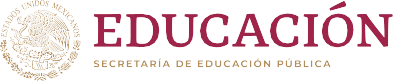 ESTADOS UNIDOS MEXICANOS
EDUCACIÓN
SECRETARÍA DE EDUCACIÓN PÚBLICA